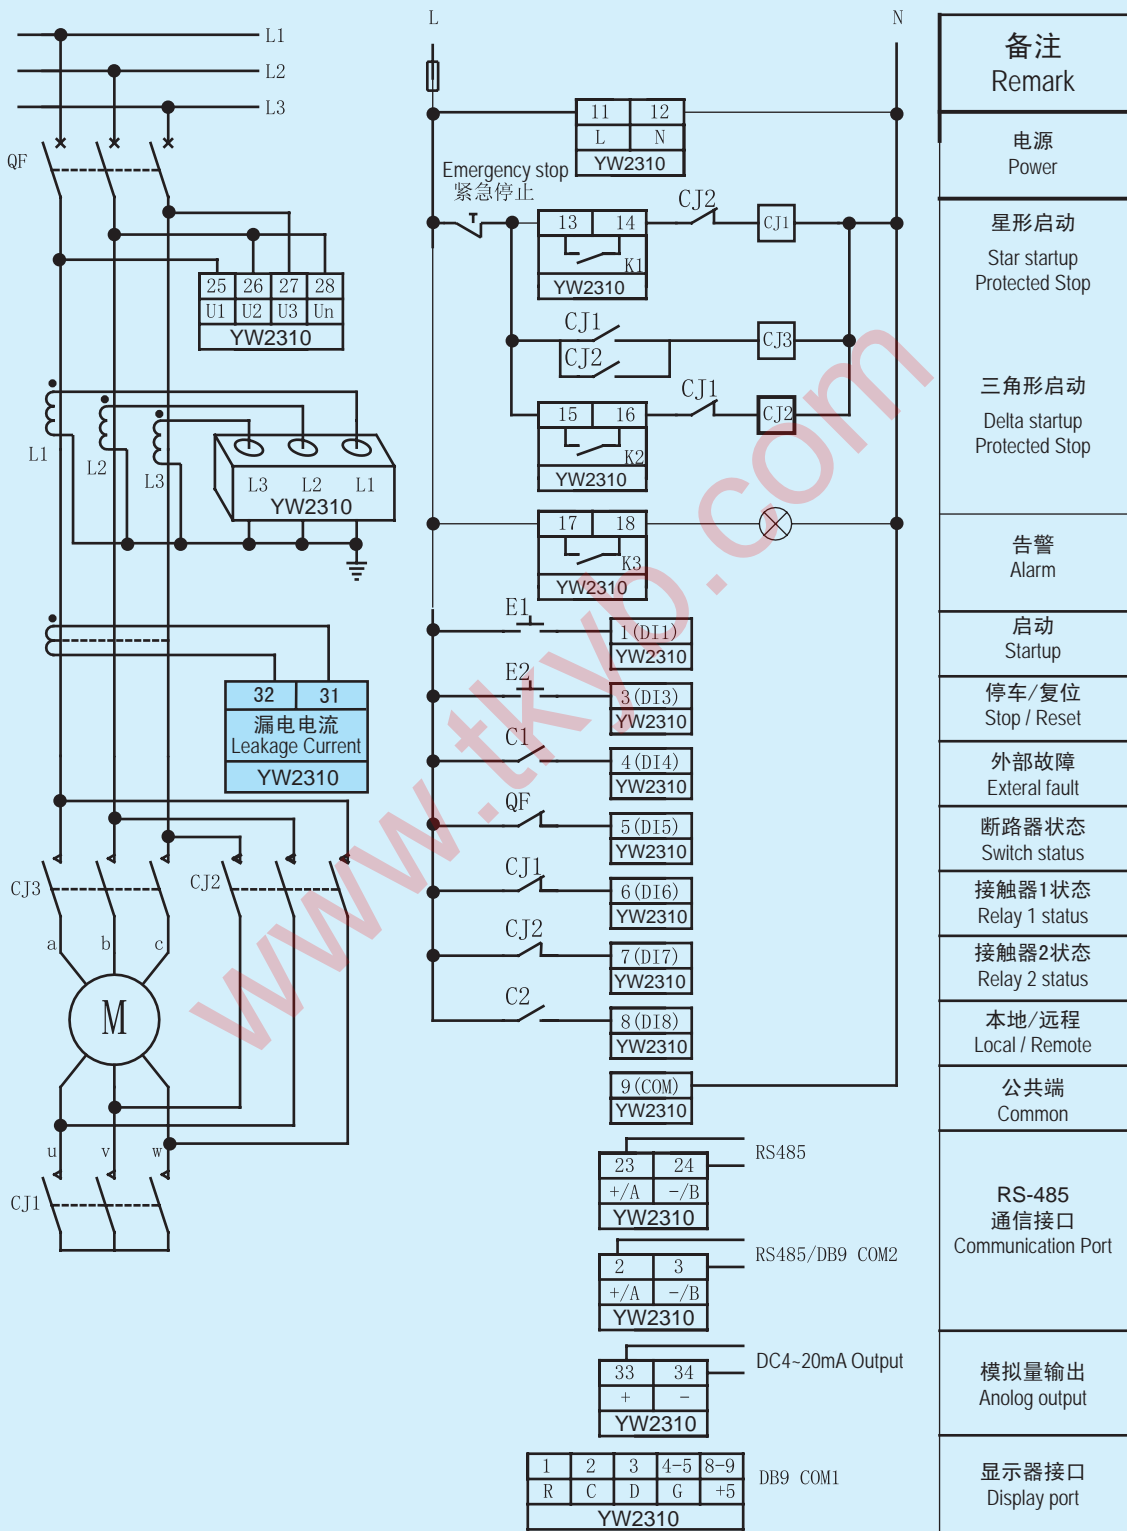 L1
L2
L3
QF
25 26 27 28
U1 U2 U3 Un
YW2310
L1
L2
L3
L3 L2 L1
YW2310
32 31
漏电电流
Leakage Current
YW2310
CJ3
CJ2
a b c
M
u v w
CJ1
L
N
11 12
L N
YW2310
Emergency stop
紧急停止
13 14
K1
YW2310
CJ2
CJ1
CJ1
CJ2
CJ3
15 16
K2
YW2310
CJ1
CJ2
17 18
K3
YW2310
E1
1(DI1)
YW2310
E2
3(DI3)
YW2310
C1
4(DI4)
YW2310
QF
5(DI5)
YW2310
CJ1
6(DI6)
YW2310
CJ2
7(DI7)
YW2310
C2
8(DI8)
YW2310
9(COM)
YW2310
23 24
+/A -/B
YW2310
RS485
2 3
+/A -/B
YW2310
RS485/DB9 COM2
33 34
+ -
YW2310
DC4~20mA Output
1 2 3 4-5 8-9
R C D G +5
YW2310
DB9 COM1
备注
Remark
电源
Power
星形启动
Star startup
Protected Stop
三角形启动
Delta startup
Protected Stop
告警
Alarm
启动
Startup
停车/复位
Stop / Reset
外部故障
Exteral fault
断路器状态
Switch status
接触器1状态
Relay 1 status
接触器2状态
Relay 2 status
本地/远程
Local / Remote
公共端
Common
RS-485
通信接口
Communication Port
模拟量输出
Anolog output
显示器接口
Display port
www.tkyb.com